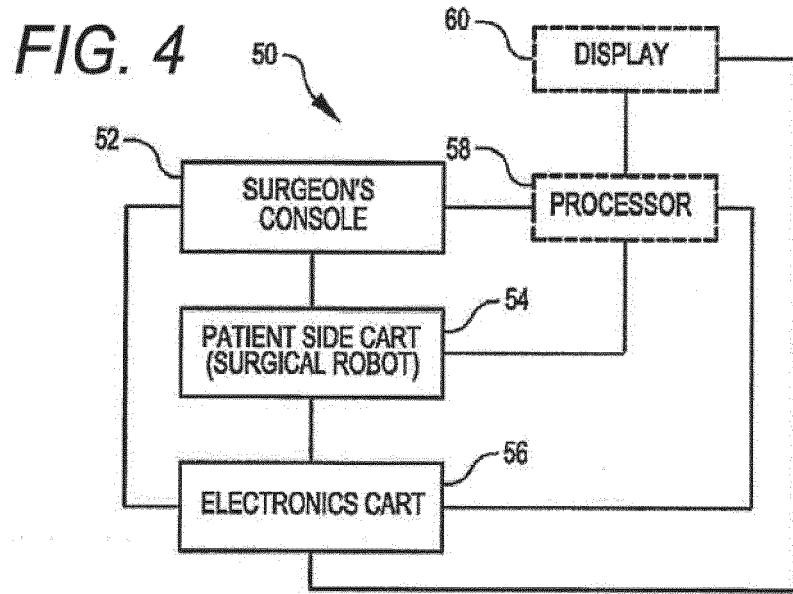 FIG. 4
50
60
DISPLAY
52
SURGEON'S
CONSOLE
58
PROCESSOR
54
PATIENT SIDE CART
(SURGICAL ROBOT)
56
ELECTRONICS CART